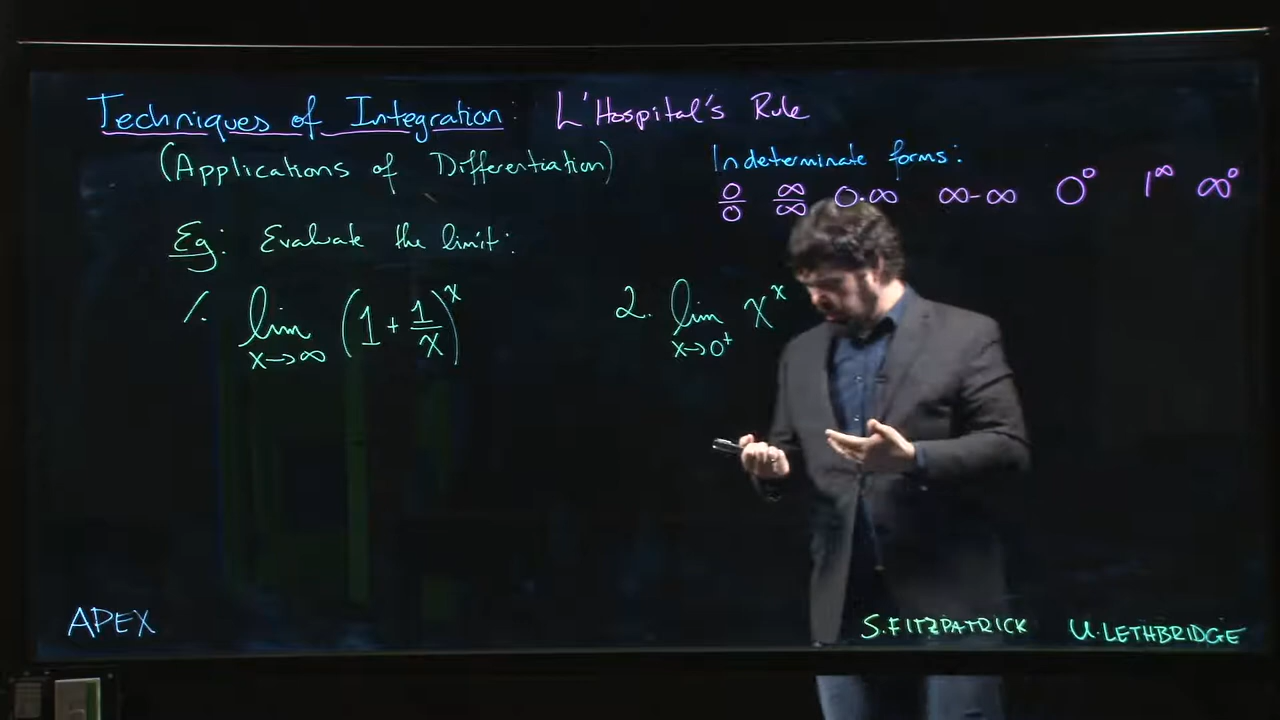 Techniques of Integration: L'Hospital's Rule
(Applications of Differentiation)
Indeterminate forms:
0/0 ∞/∞ 0·∞ ∞-∞ 0⁰ 1^∞ ∞⁰
Eg: Evaluate the limit:
1. lim x→∞ (1 + 1/x)^x
2. lim x→0⁺ x^x
APEX
S.FITZPATRICK U.LETHBRIDGE